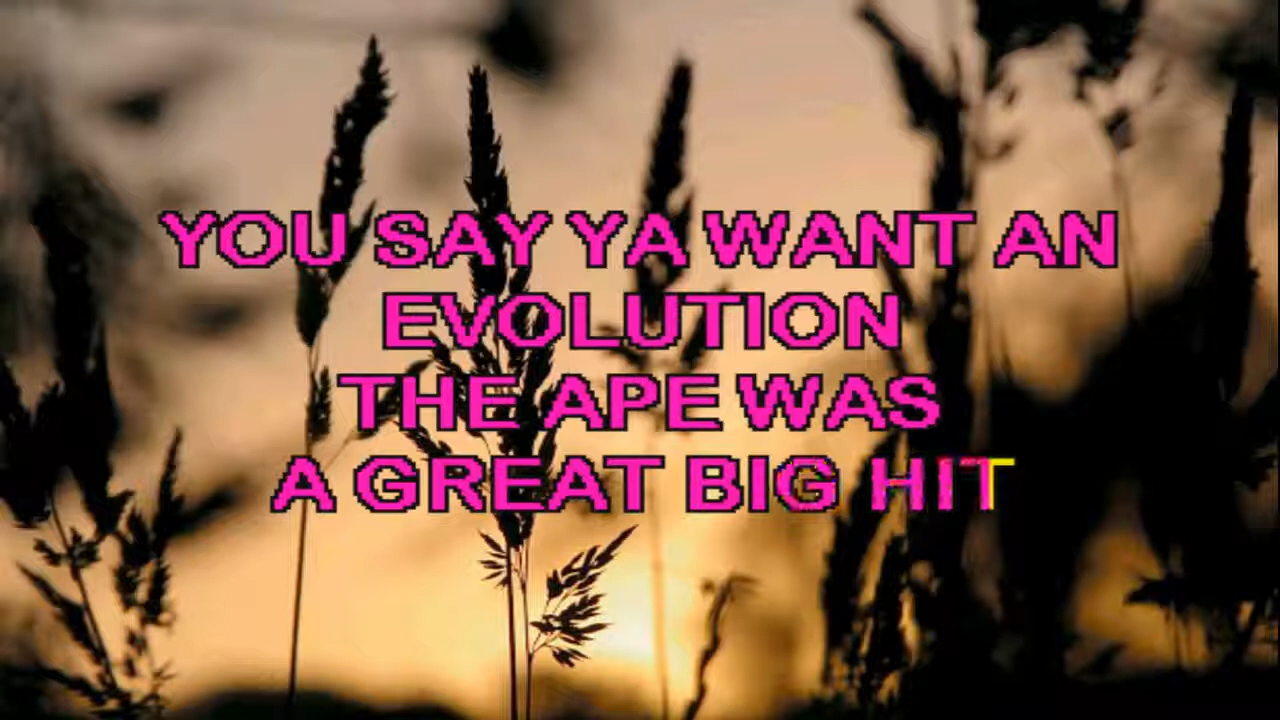 YOU SAY YA WANT AN
EVOLUTION
THE APE WAS
A GREAT BIG HIT